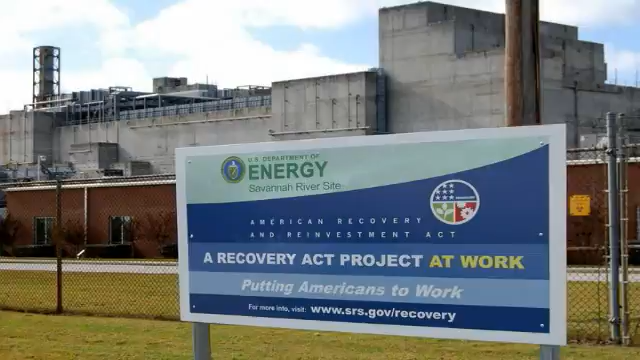 U.S. DEPARTMENT OF
ENERGY
Savannah River Site
AMERICAN RECOVERY
AND REINVESTMENT ACT
A RECOVERY ACT PROJECT AT WORK
Putting Americans to Work
For more info, visit: www.srs.gov/recovery